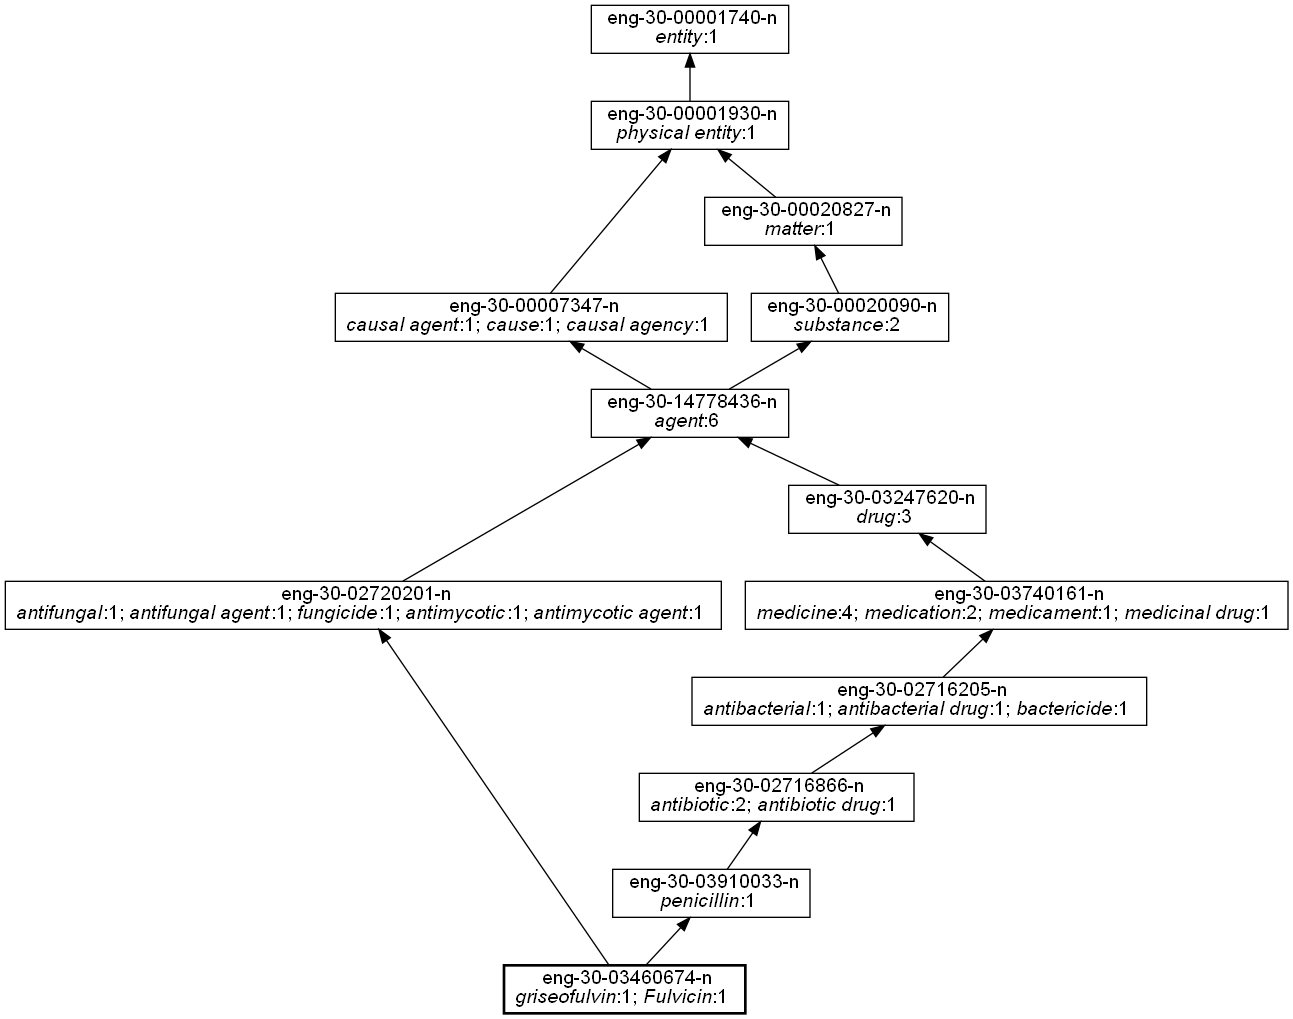 eng-30-00001740-n
entity:1
eng-30-00001930-n
physical entity:1
eng-30-00020827-n
matter:1
eng-30-00007347-n
causal agent:1; cause:1; causal agency:1
eng-30-00020090-n
substance:2
eng-30-14778436-n
agent:6
eng-30-03247620-n
drug:3
eng-30-02720201-n
antifungal:1; antifungal agent:1; fungicide:1; antimycotic:1; antimycotic agent:1
eng-30-03740161-n
medicine:4; medication:2; medicament:1; medicinal drug:1
eng-30-02716205-n
antibacterial:1; antibacterial drug:1; bactericide:1
eng-30-02716866-n
antibiotic:2; antibiotic drug:1
eng-30-03910033-n
penicillin:1
eng-30-03460674-n
griseofulvin:1; Fulvicin:1